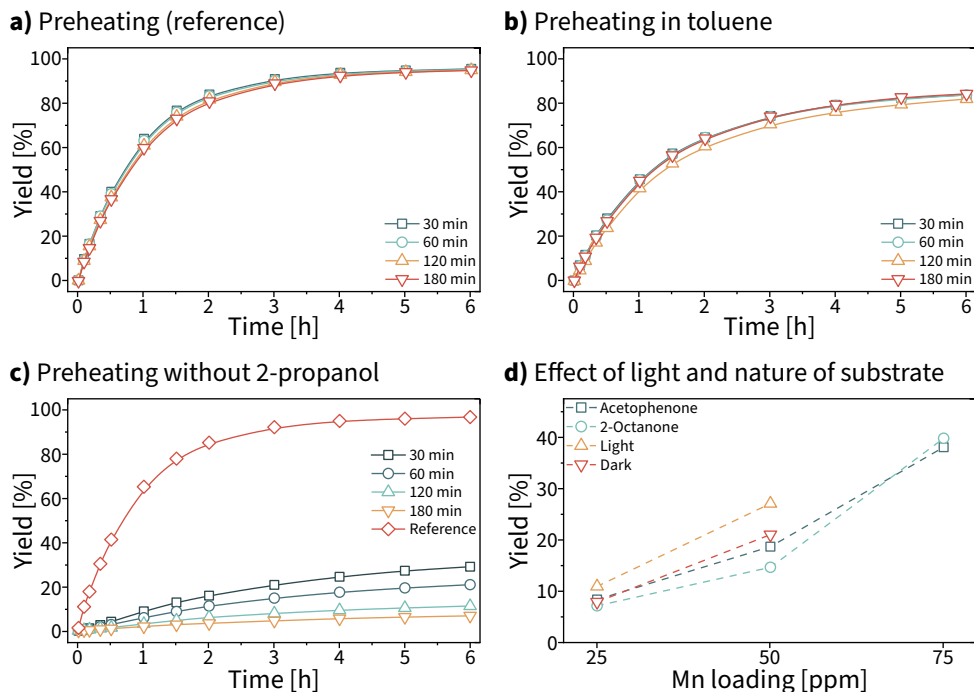 a) Preheating (reference)
Yield [%]
100
80
60
40
20
0
30 min
60 min
120 min
180 min
0 1 2 3 4 5 6
Time [h]
b) Preheating in toluene
Yield [%]
100
80
60
40
20
0
30 min
60 min
120 min
180 min
0 1 2 3 4 5 6
Time [h]
c) Preheating without 2-propanol
Yield [%]
100
80
60
40
20
0
30 min
60 min
120 min
180 min
Reference
0 1 2 3 4 5 6
Time [h]
d) Effect of light and nature of substrate
Yield [%]
40
30
20
10
0
Acetophenone
2-Octanone
Light
Dark
25 50 75
Mn loading [ppm]